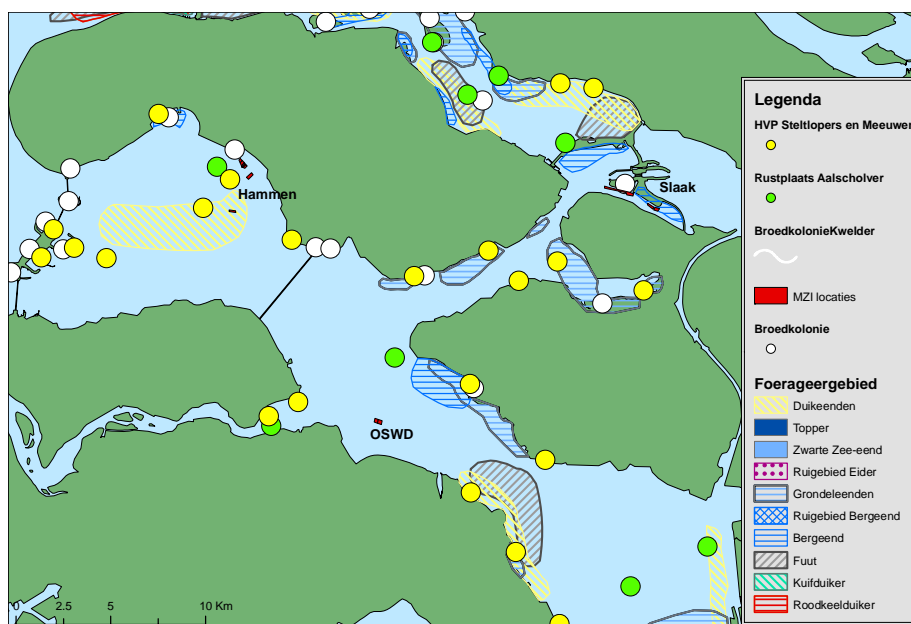 Hammen
Slaak
OSWD
0 2.5 5 10 Km
Legenda
HVP Steltlopers en Meeuwen
Rustplaats Aalscholver
BroedkolonieKwelder
MZI locaties
Broedkolonie
Foerageergebied
Duikeenden
Topper
Zwarte Zee-eend
Ruigebied Eider
Grondeleenden
Ruigebied Bergeend
Bergeend
Fuut
Kuifduiker
Roodkeelduiker